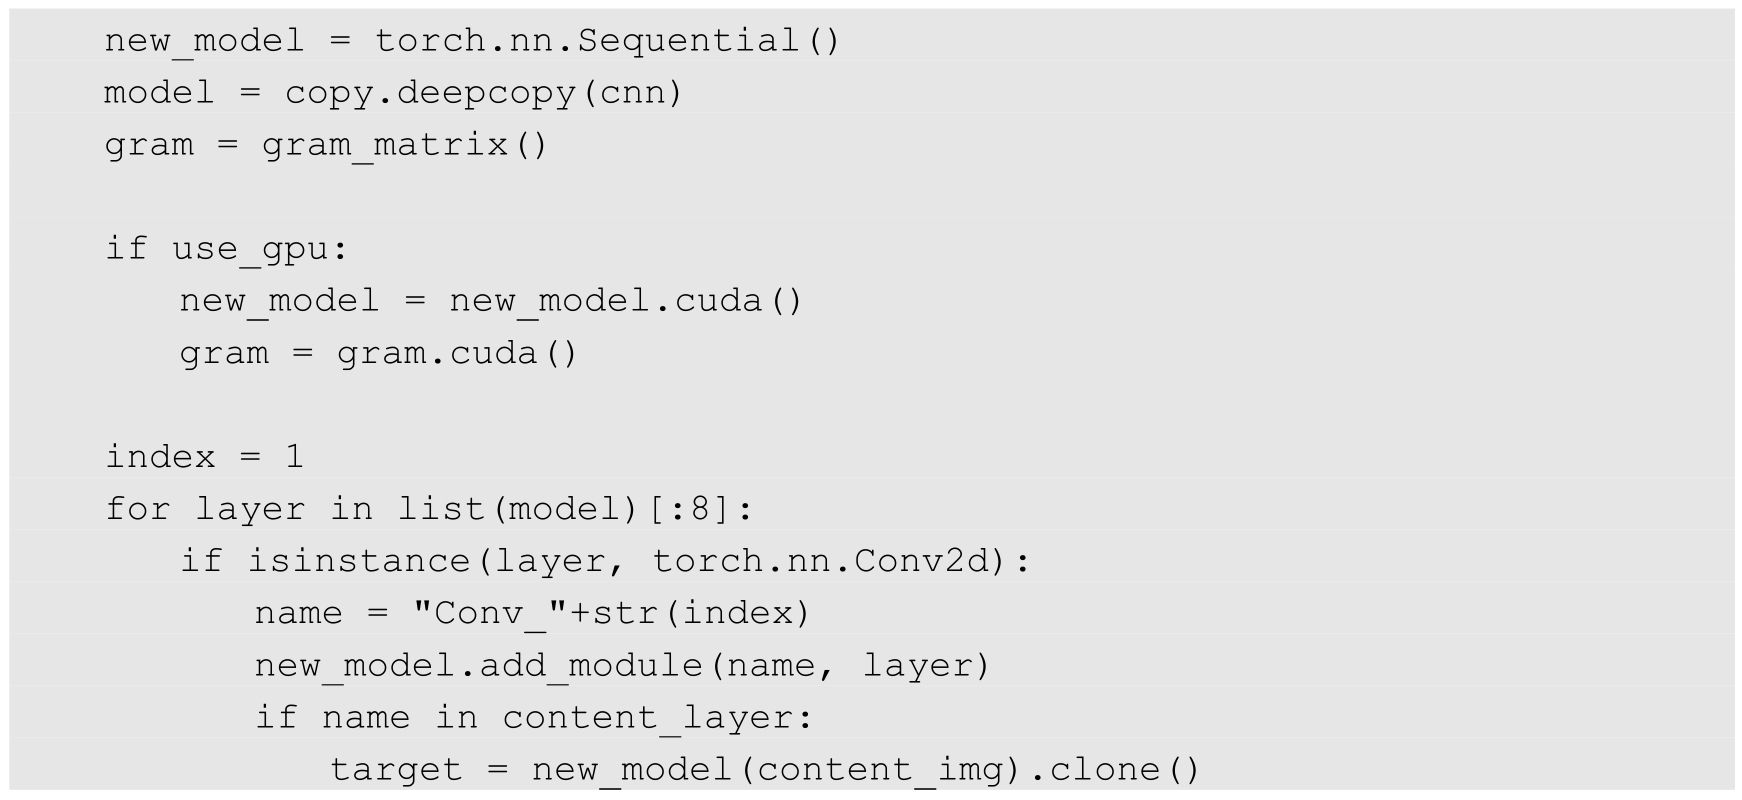 new_model = torch.nn.Sequential()
model = copy.deepcopy(cnn)
gram = gram_matrix()
if use_gpu:
new_model = new_model.cuda()
gram = gram.cuda()
index = 1
for layer in list(model)[:8]:
if isinstance(layer, torch.nn.Conv2d):
name = "Conv_"+str(index)
new_model.add_module(name, layer)
if name in content_layer:
target = new_model(content_img).clone()